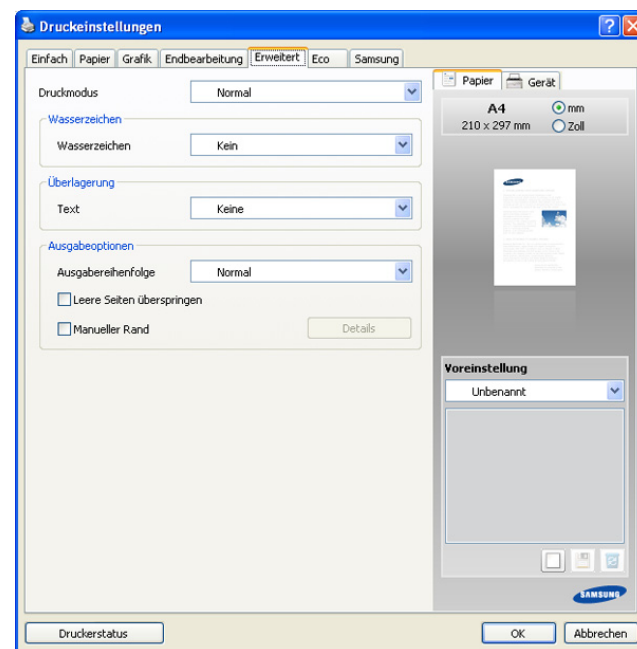 Druckeinstellungen
Einfach Papier Grafik Endbearbeitung Erweitert Eco Samsung
Druckmodus Normal
Wasserzeichen
Wasserzeichen Kein
Überlagerung
Text Keine
Ausgabeoptionen
Ausgabereihenfolge Normal
Leere Seiten überspringen
Manueller Rand Details
Papier Gerät
A4 mm
210 x 297 mm Zoll
Voreinstellung
Unbenannt
SAMSUNG
Druckerstatus OK Abbrechen